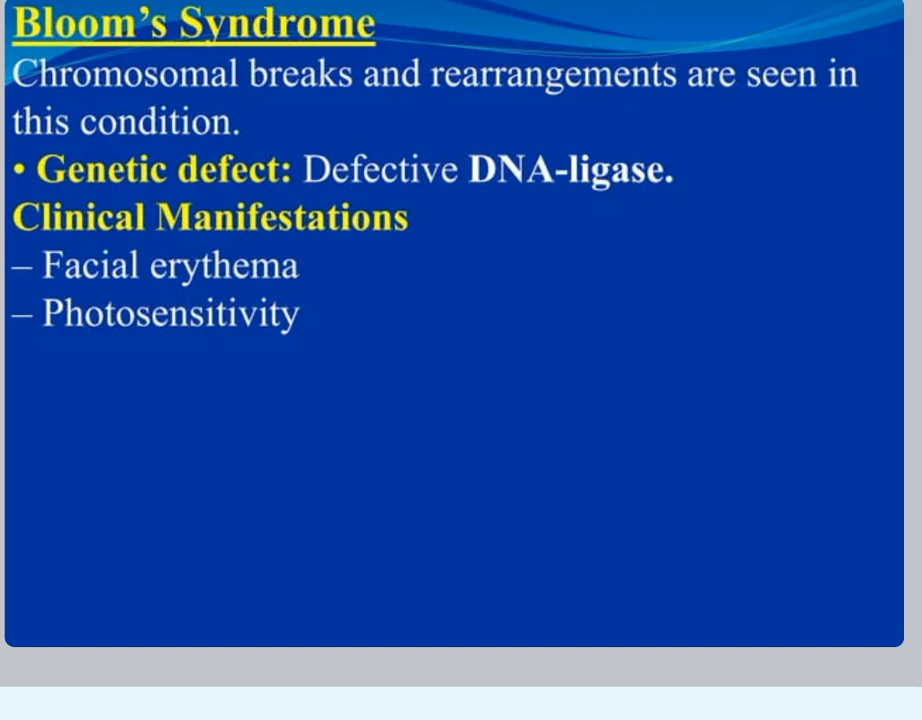 Bloom’s Syndrome
Chromosomal breaks and rearrangements are seen in
this condition.
• Genetic defect: Defective DNA-ligase.
Clinical Manifestations
– Facial erythema
– Photosensitivity